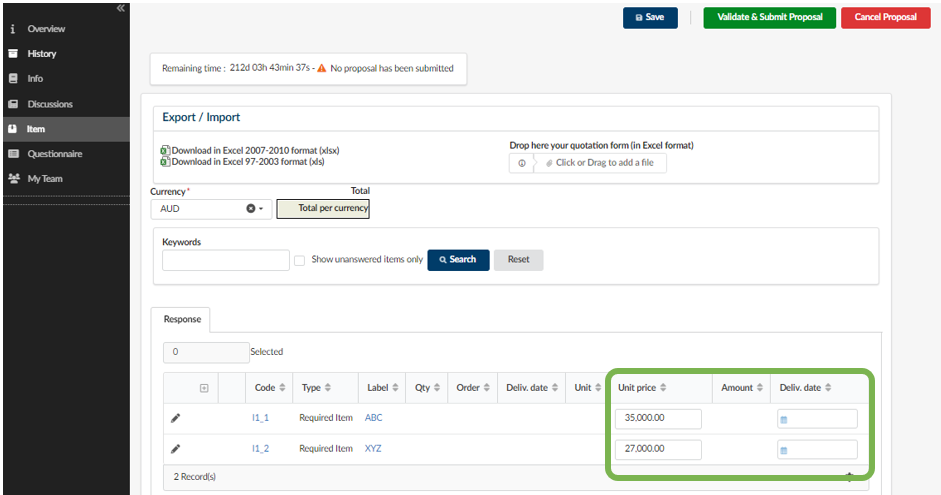 Save
Validate & Submit Proposal
Cancel Proposal
Overview
History
Info
Discussions
Item
Questionnaire
My Team
Remaining time : 212d 03h 43min 37s - No proposal has been submitted
Export / Import
Download in Excel 2007-2010 format (xlsx)
Download in Excel 97-2003 format (xls)
Drop here your quotation form (in Excel format)
Click or Drag to add a file
Currency* Total
AUD Total per currency
Keywords
Show unanswered items only Search Reset
Response
0 Selected
Code Type Label Qty Order Deliv. date Unit Unit price Amount Deliv. date
I1_1 Required Item ABC 35,000.00
I1_2 Required Item XYZ 27,000.00
2 Record(s)